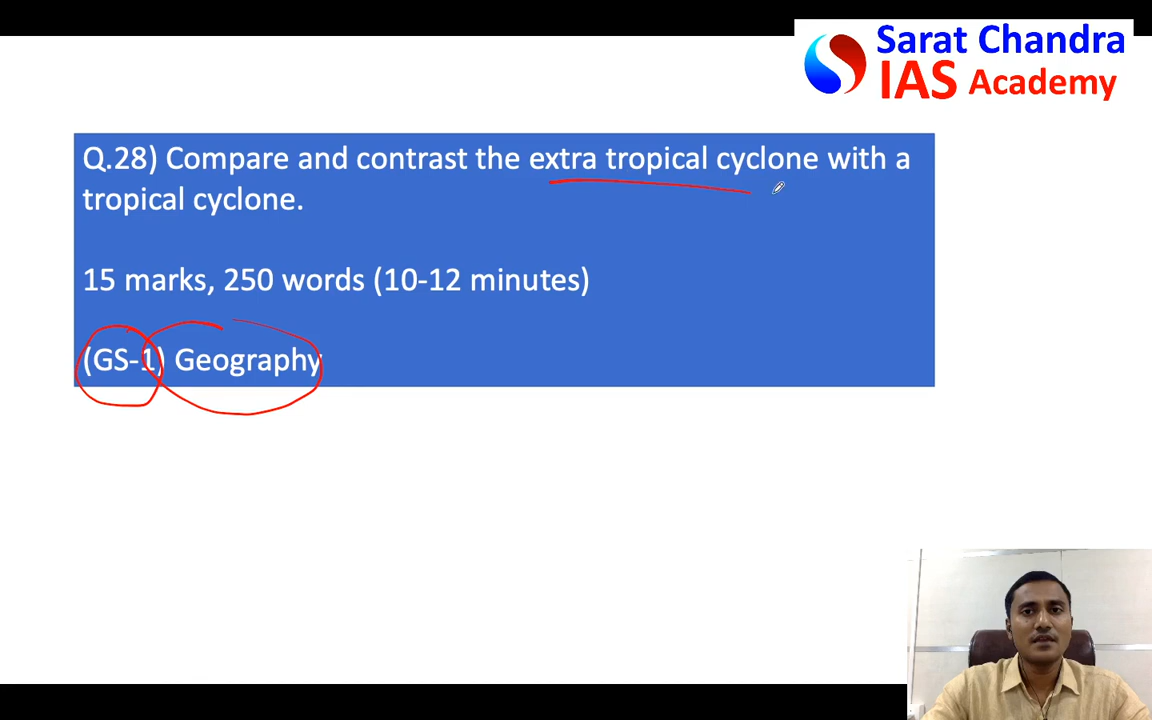 Sarat Chandra
IAS Academy
Q.28) Compare and contrast the extra tropical cyclone with a
tropical cyclone.
15 marks, 250 words (10-12 minutes)
(GS-1) Geography